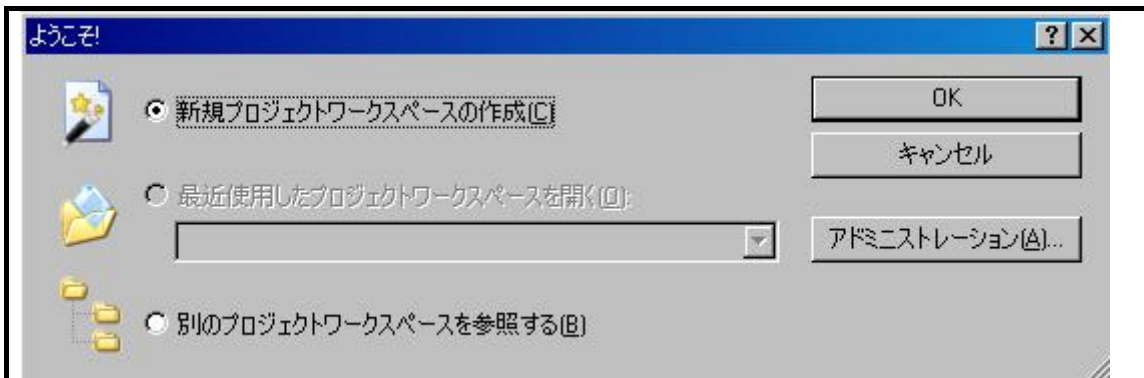 ようこそ!
新規プロジェクトワークスペースの作成(C)
OK
キャンセル
最近使用したプロジェクトワークスペースを開く(O):
アドミニストレーション(A)...
別のプロジェクトワークスペースを参照する(B)